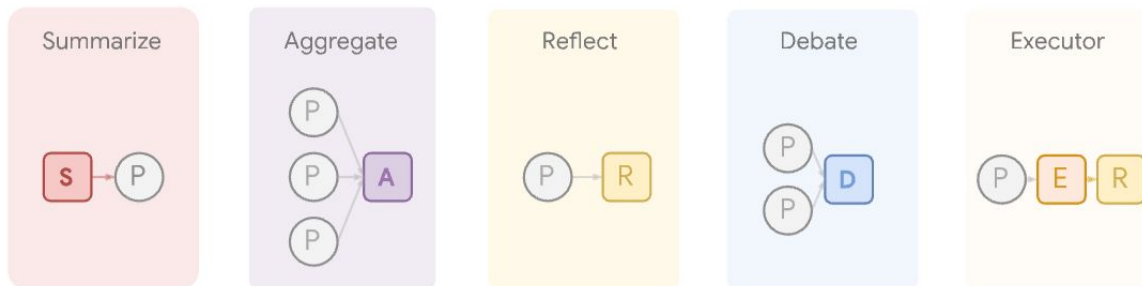 Summarize
S P
Aggregate
P
P A
P
Reflect
P R
Debate
P
D
P
Executor
P E R